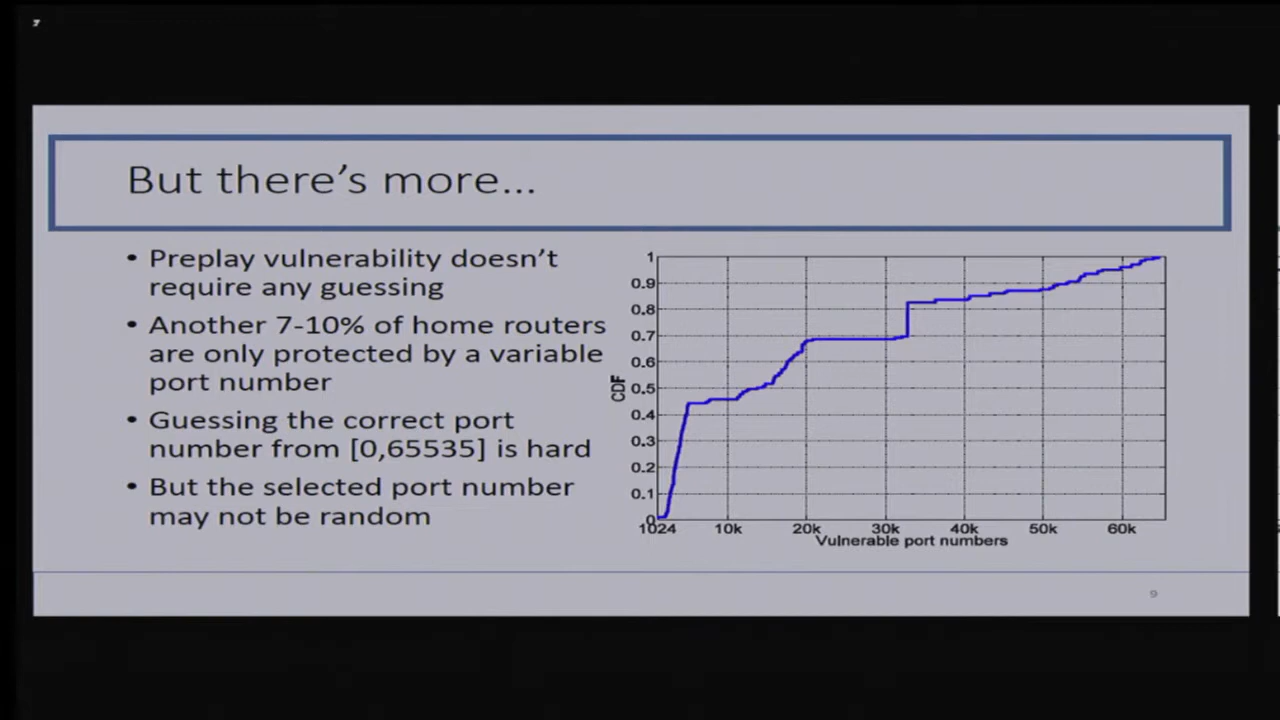 But there's more...
• Preplay vulnerability doesn't
require any guessing
• Another 7-10% of home routers
are only protected by a variable
port number
• Guessing the correct port
number from [0,65535] is hard
• But the selected port number
may not be random
1
0.9
0.8
0.7
0.6
0.5
0.4
0.3
0.2
0.1
0
CDF
1024 10k 20k 30k 40k 50k 60k
Vulnerable port numbers
9